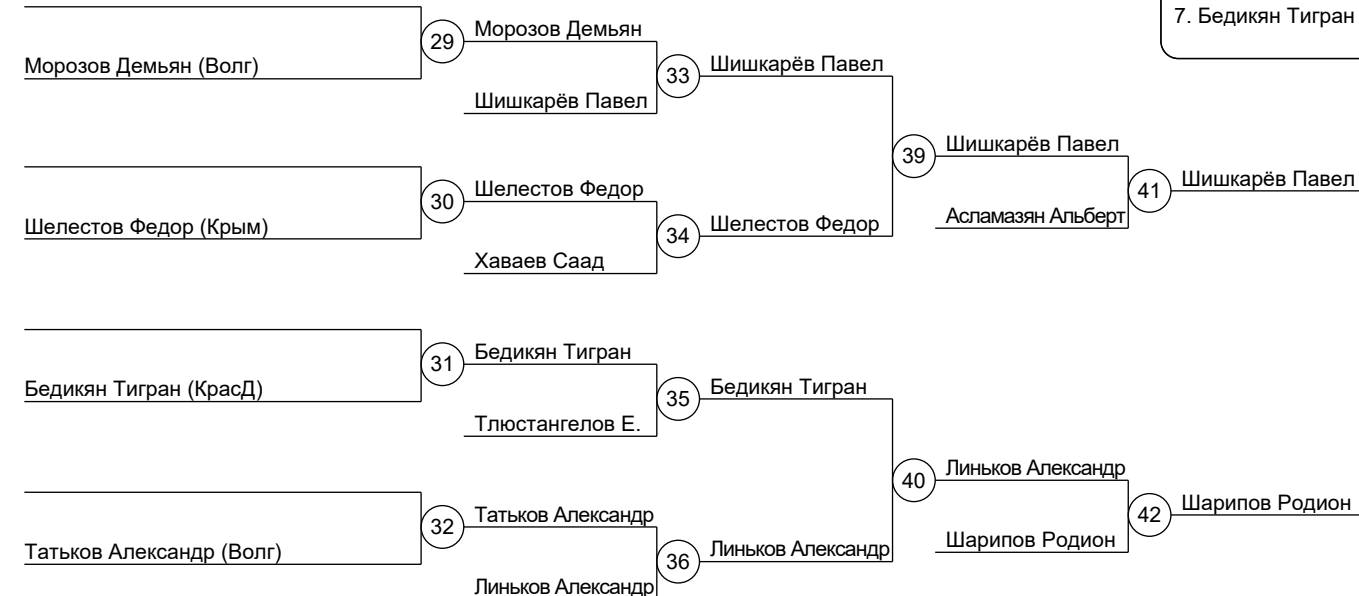 7. Бедикян Тигран
29
Морозов Демьян
Морозов Демьян (Волг)
33
Шишкарёв Павел
Шишкарёв Павел
39
Шишкарёв Павел
30
Шелестов Федор
41
Шишкарёв Павел
Шелестов Федор (Крым)
34
Шелестов Федор
Асламазян Альберт
Хаваев Саад
31
Бедикян Тигран
Бедикян Тигран (КрасД)
35
Бедикян Тигран
Тлюстангелов Е.
40
Линьков Александр
32
Татьков Александр
42
Шарипов Родион
Татьков Александр (Волг)
36
Линьков Александр
Шарипов Родион
Линьков Александр